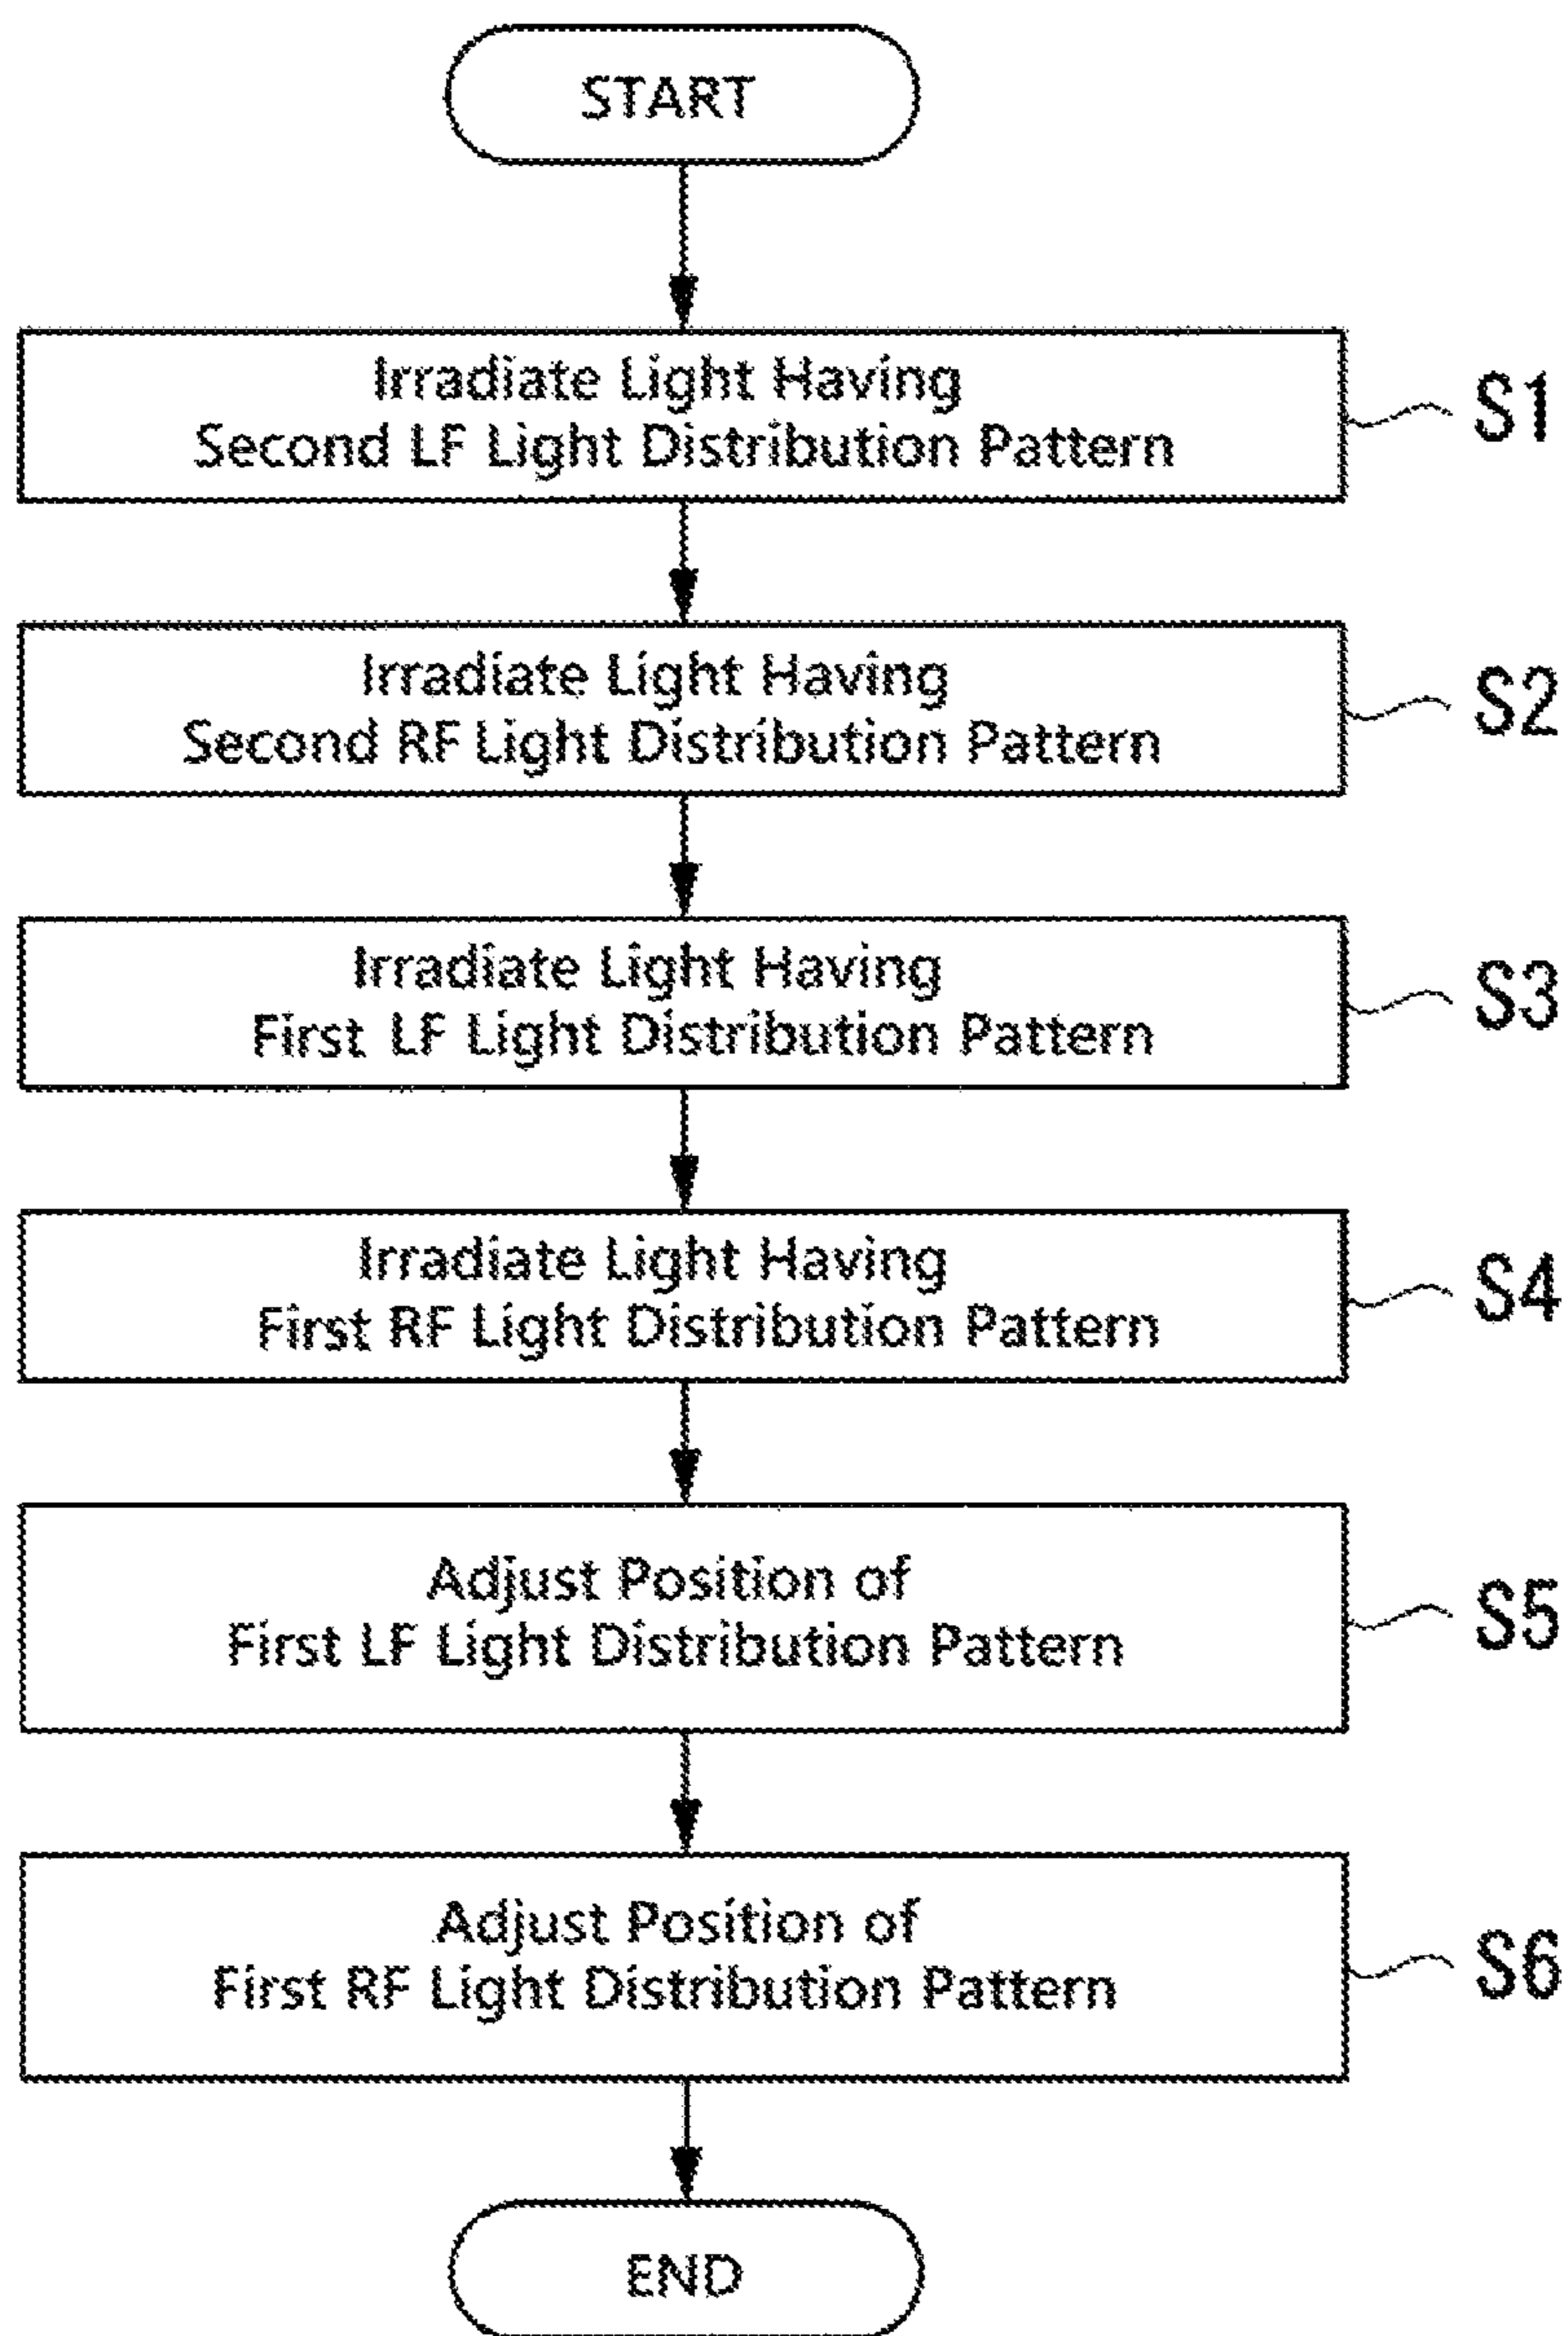 START
Irradiate Light Having
Second LF Light Distribution Pattern
S1
Irradiate Light Having
Second RF Light Distribution Pattern
S2
Irradiate Light Having
First LF Light Distribution Pattern
S3
Irradiate Light Having
First RF Light Distribution Pattern
S4
Adjust Position of
First LF Light Distribution Pattern
S5
Adjust Position of
First RF Light Distribution Pattern
S6
END